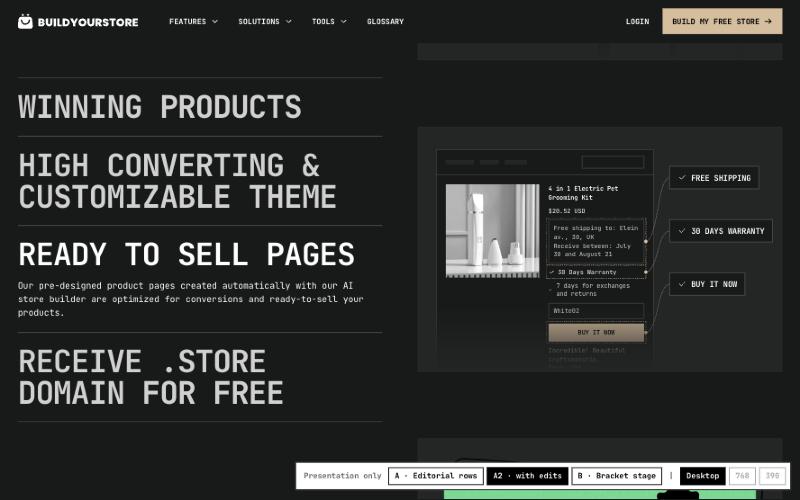 BUILDYOURSTORE
FEATURES
SOLUTIONS
TOOLS
GLOSSARY
LOGIN
BUILD MY FREE STORE →
WINNING PRODUCTS
HIGH CONVERTING &
CUSTOMIZABLE THEME
READY TO SELL PAGES
Our pre-designed product pages created automatically with our AI
store builder are optimized for conversions and ready-to-sell your
products.
RECEIVE .STORE
DOMAIN FOR FREE
4 in 1 Electric Pet
Grooming Kit
$20.52 USD
Free shipping to: Elein
av., 30, UK
Receive between: July
30 and August 21
✓ 30 Days Warranty
7 days for exchanges
and returns
White02
BUY IT NOW
Incredible! Beautiful
craftsmanship.
✓ FREE SHIPPING
✓ 30 DAYS WARRANTY
✓ BUY IT NOW
Presentation only
A · Editorial rows
A2 · with edits
B · Bracket stage
|
Desktop
768
390